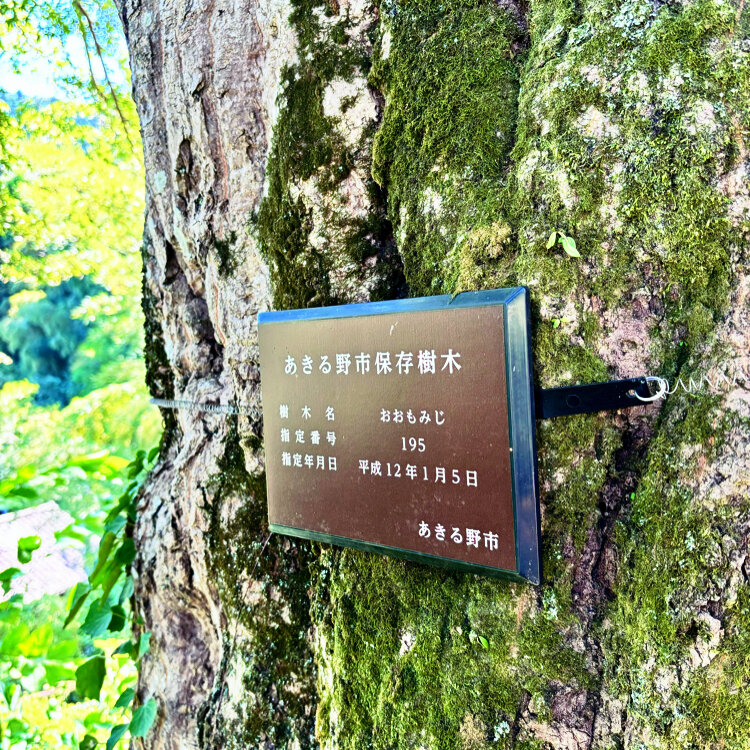 あきる野市保存樹木
樹木名 おおもみじ
指定番号 195
指定年月日 平成12年1月5日
あきる野市